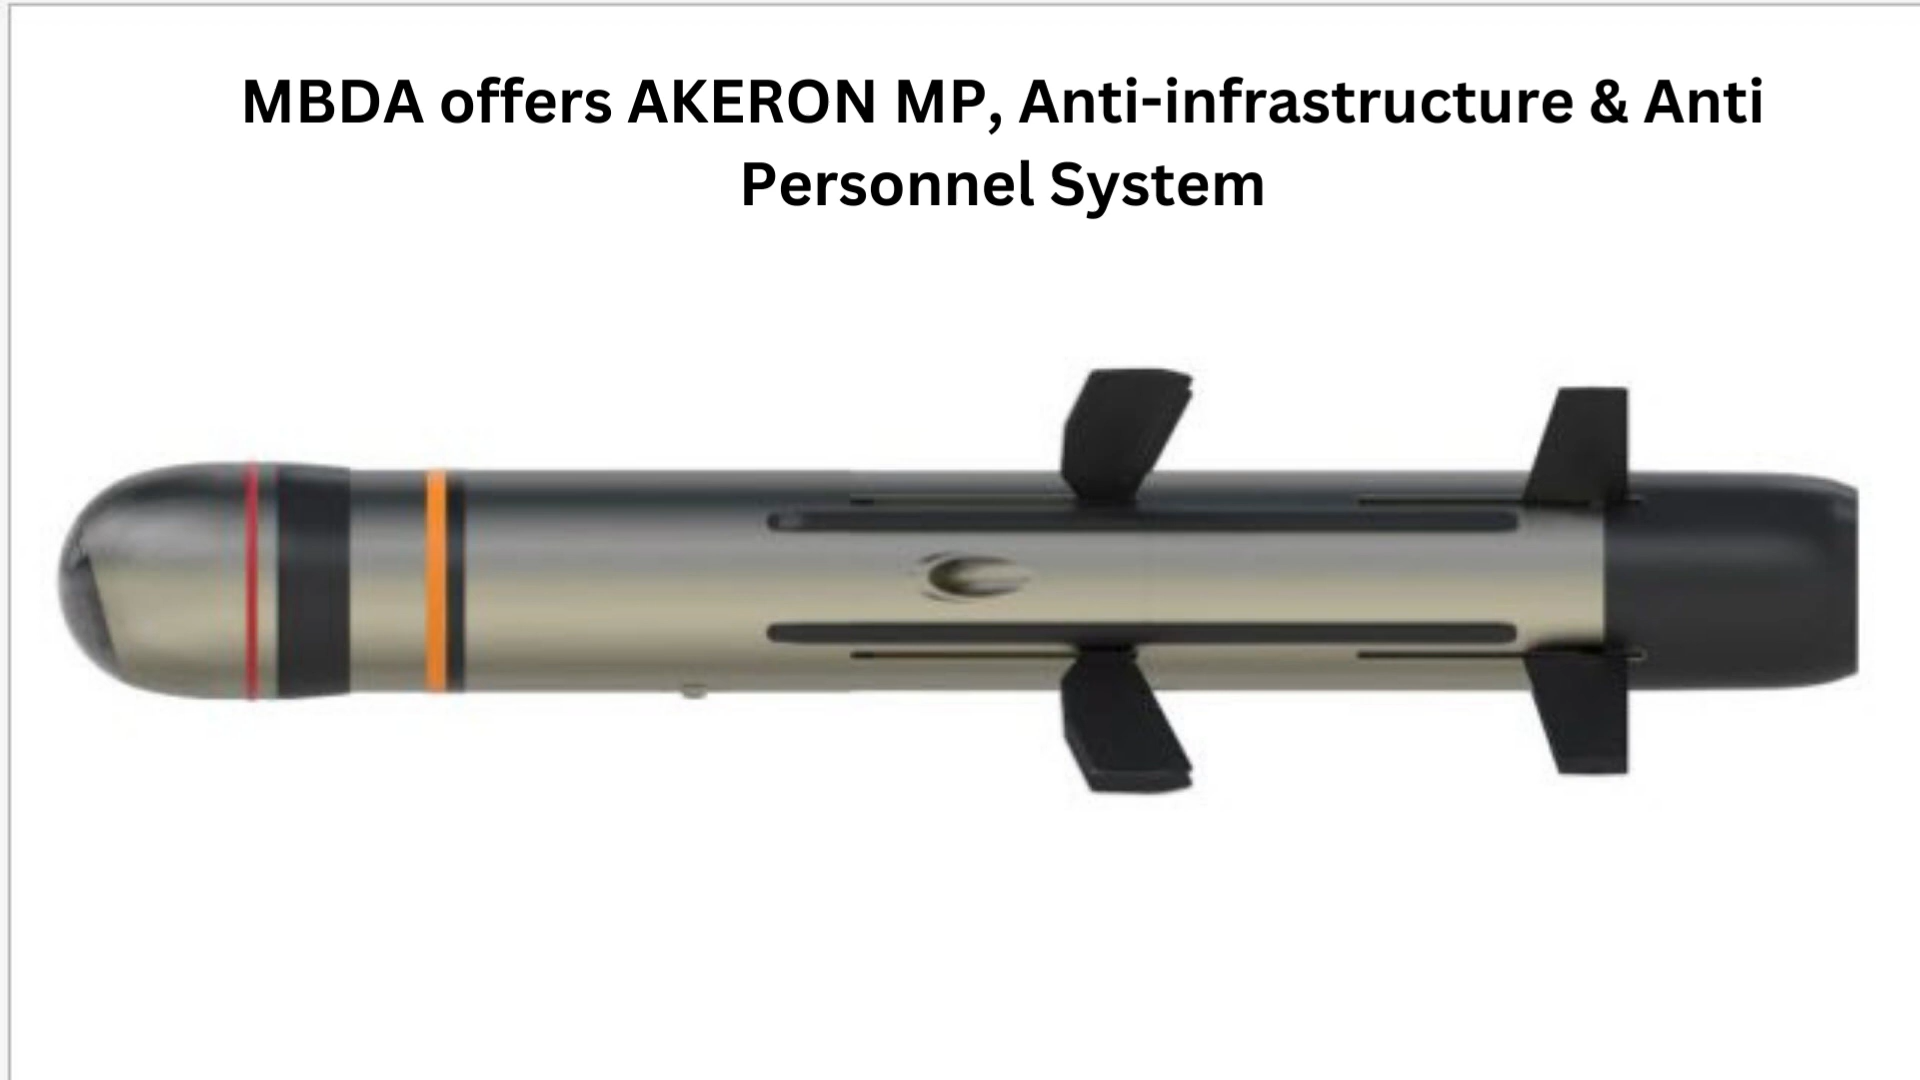 MBDA offers AKERON MP, Anti-infrastructure & Anti
Personnel System